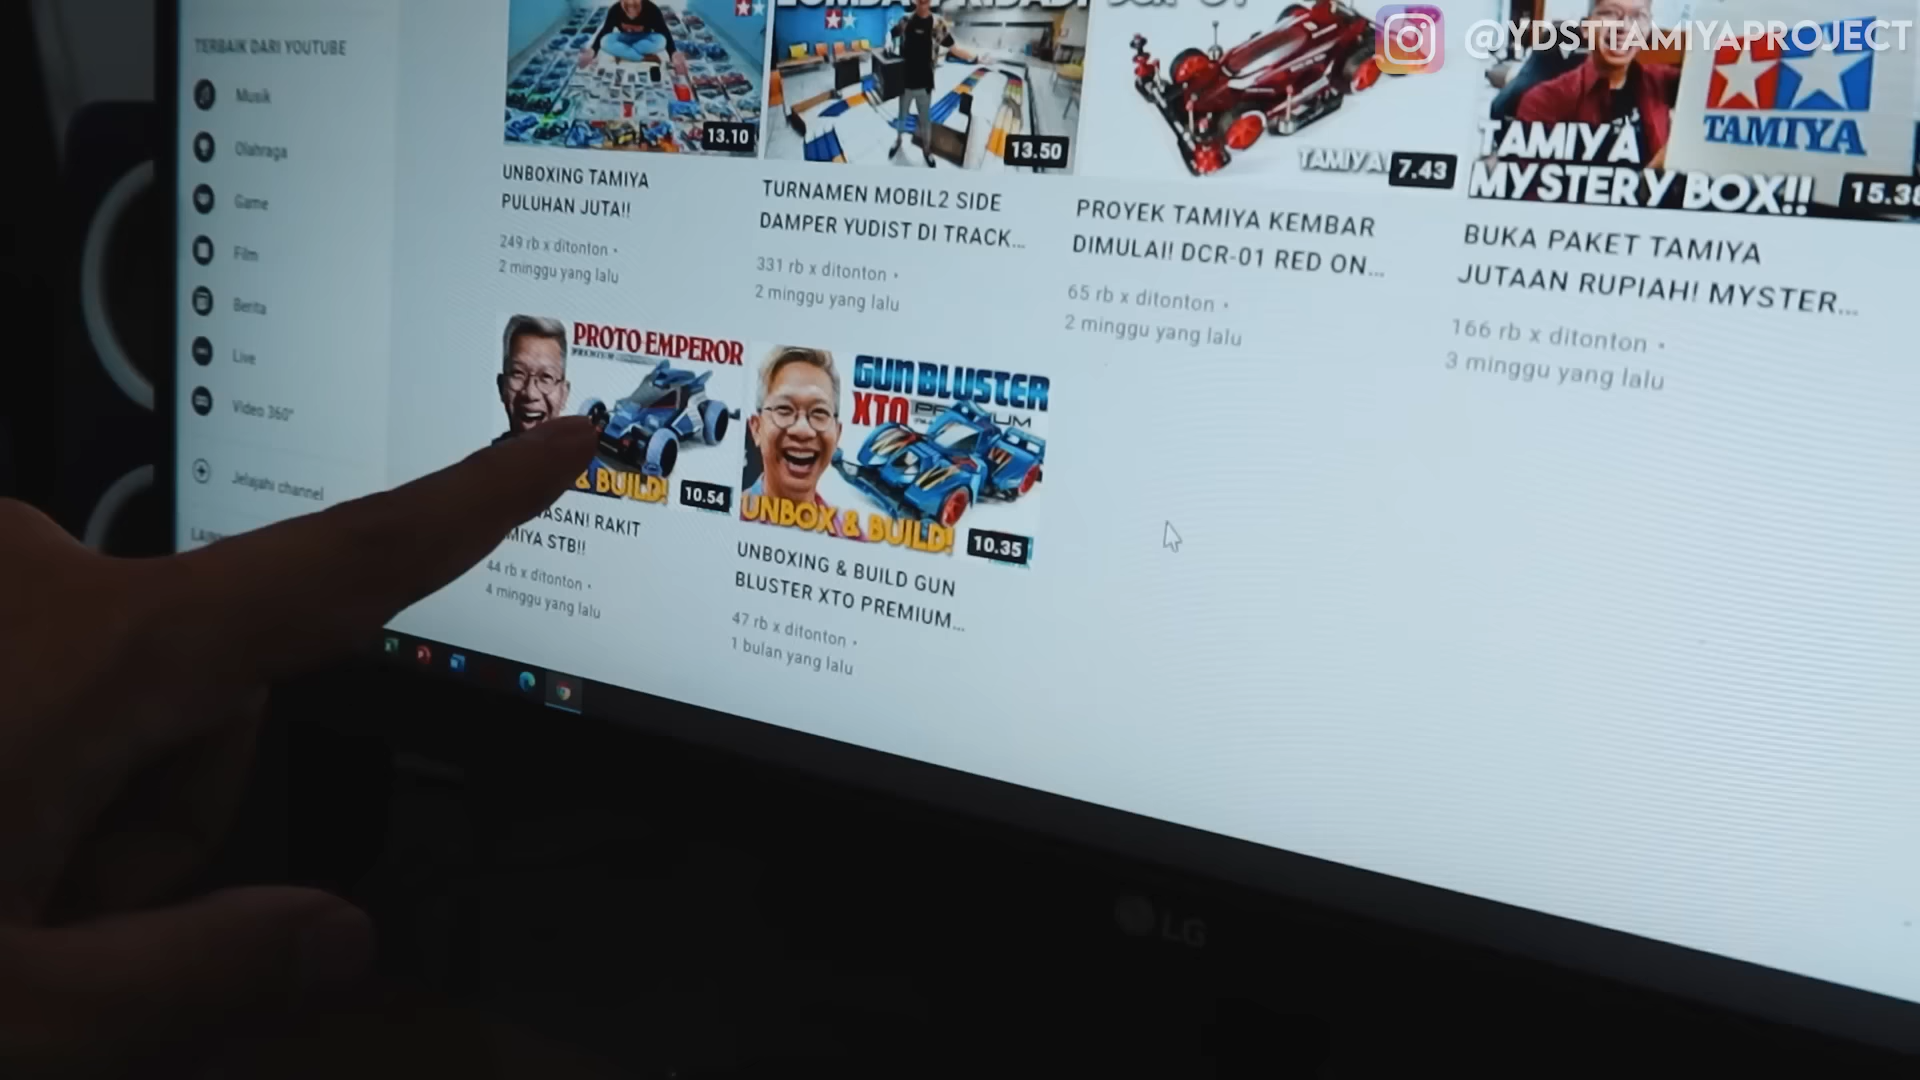 @YDSTTAMIYAPROJECT
TERBAIK DARI YOUTUBE
Musik
Olahraga
Game
Film
Berita
Live
Video 360°
Jelajahi channel
13.10
UNBOXING TAMIYA
PULUHAN JUTA!!
249 rb x ditonton •
2 minggu yang lalu
13.50
TURNAMEN MOBIL2 SIDE
DAMPER YUDIST DI TRACK...
331 rb x ditonton •
2 minggu yang lalu
TAMIYA
7.43
PROYEK TAMIYA KEMBAR
DIMULAI! DCR-01 RED ON...
65 rb x ditonton •
2 minggu yang lalu
TAMIYA
TAMIYA
MYSTERY BOX!!
15.38
BUKA PAKET TAMIYA
JUTAAN RUPIAH! MYSTER...
166 rb x ditonton •
3 minggu yang lalu
PROTO EMPEROR
PREMIUM
& BUILD!
10.54
ASAN! RAKIT
MIYA STB!!
44 rb x ditonton •
4 minggu yang lalu
GUN BLUSTER
XTO
UNBOX & BUILD!
10.35
UNBOXING & BUILD GUN
BLUSTER XTO PREMIUM...
47 rb x ditonton •
1 bulan yang lalu
LG